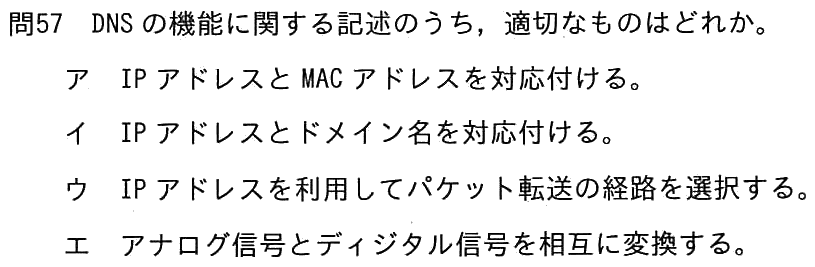 問57　DNS の機能に関する記述のうち，適切なものはどれか。
ア　IP アドレスと MAC アドレスを対応付ける。
イ　IP アドレスとドメイン名を対応付ける。
ウ　IP アドレスを利用してパケット転送の経路を選択する。
エ　アナログ信号とディジタル信号を相互に変換する。